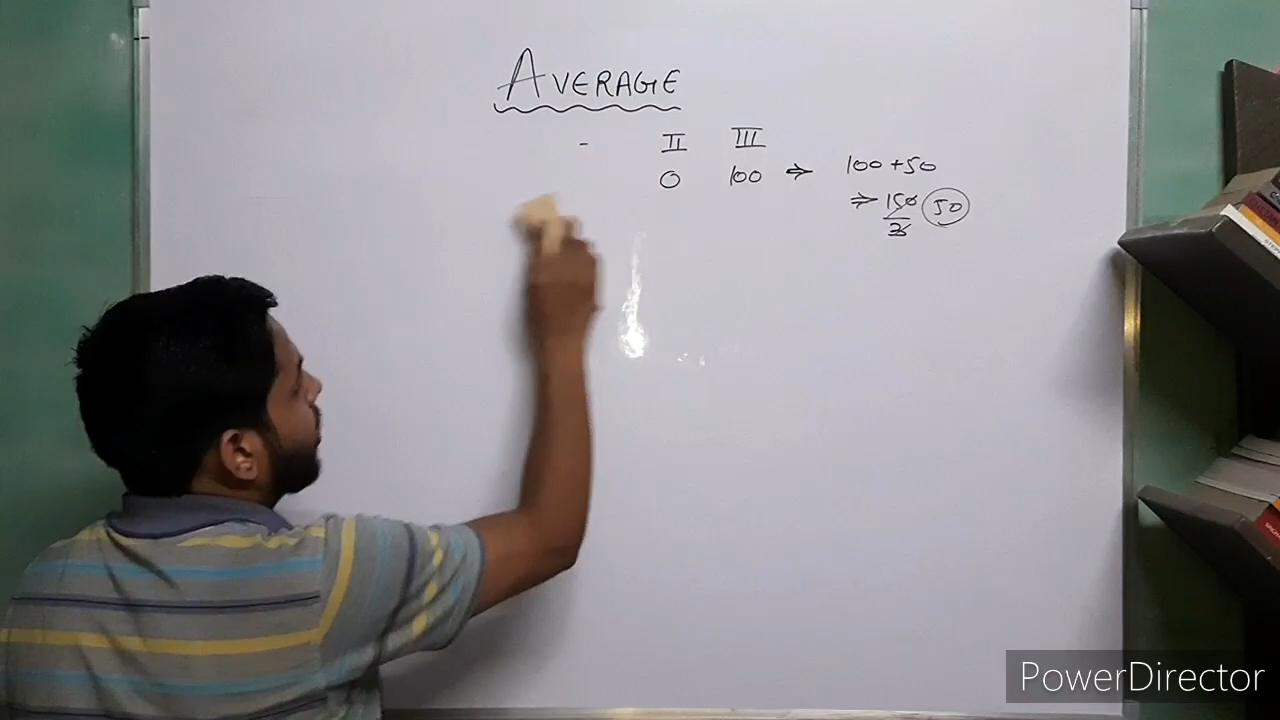 AVERAGE
- II III
0 100 ⇒ 100 + 50
⇒ 150/3 50
PowerDirector